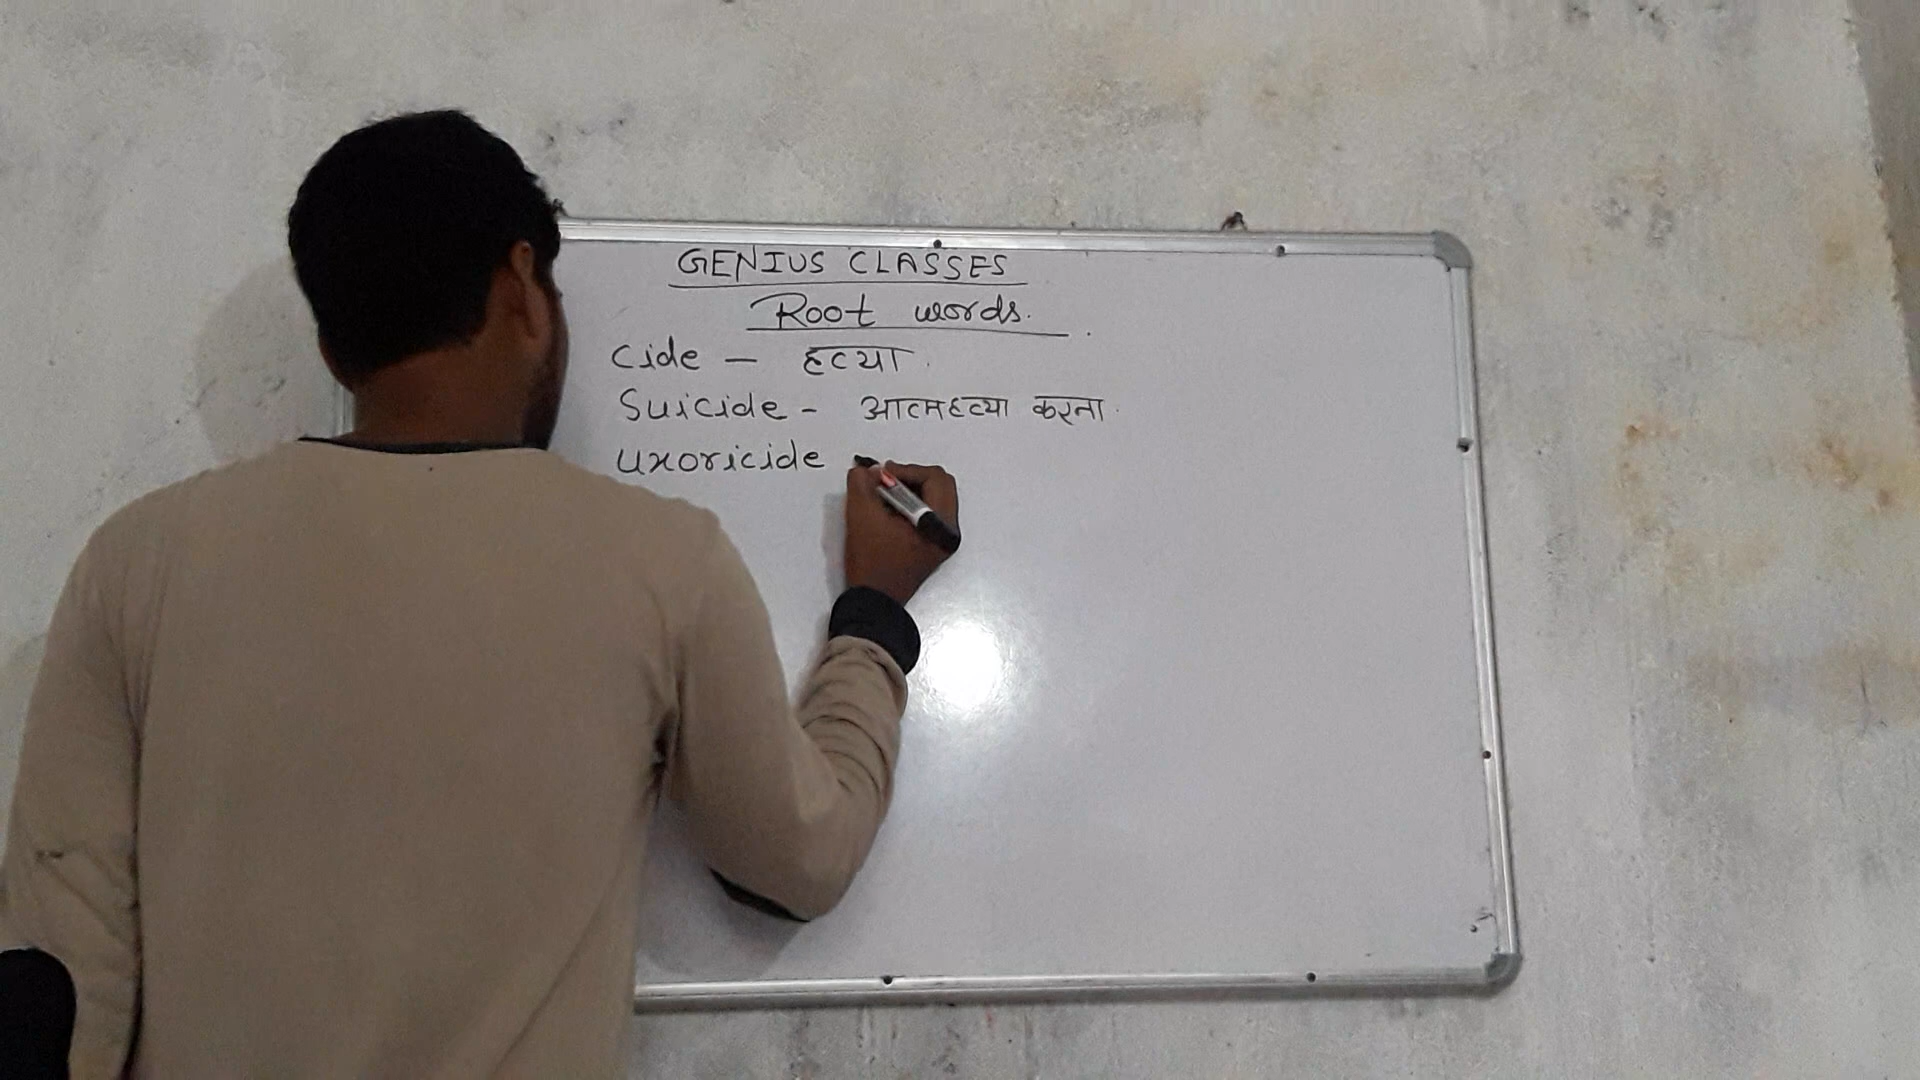 GENIUS CLASSES
Root words.
Cide – हत्या.
Suicide - आत्महत्या करना.
Uxoricide